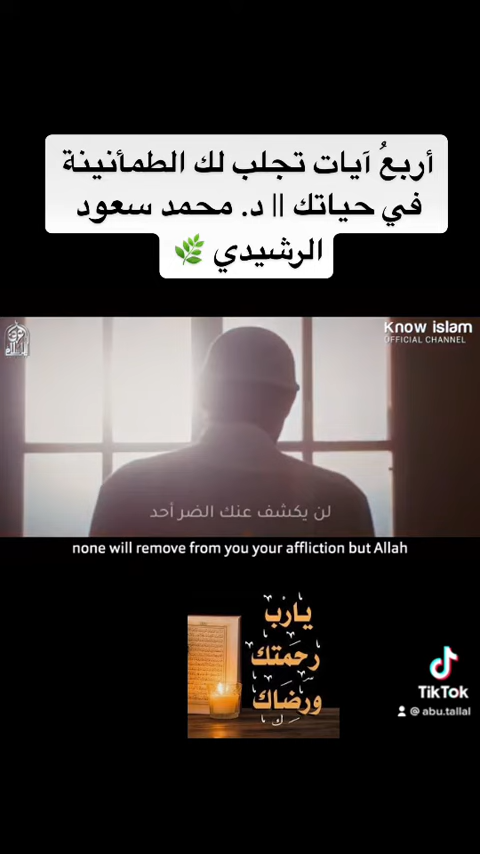 أربعُ آيات تجلب لك الطمأنينة
في حياتك || د. محمد سعود
الرشيدي 🌿
Know islam
OFFICIAL CHANNEL
لن يكشف عنك الضر أحد
none will remove from you your affliction but Allah
يارب
رحمتك
ورضاك
TikTok
@ abu.tallal